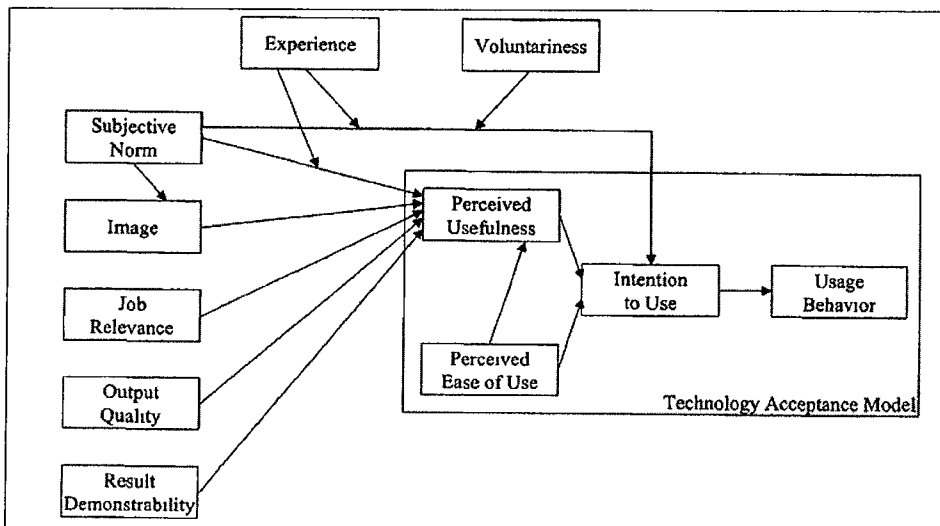 Experience
Voluntariness
Subjective
Norm
Image
Job
Relevance
Output
Quality
Result
Demonstrability
Perceived
Usefulness
Perceived
Ease of Use
Intention
to Use
Usage
Behavior
Technology Acceptance Model